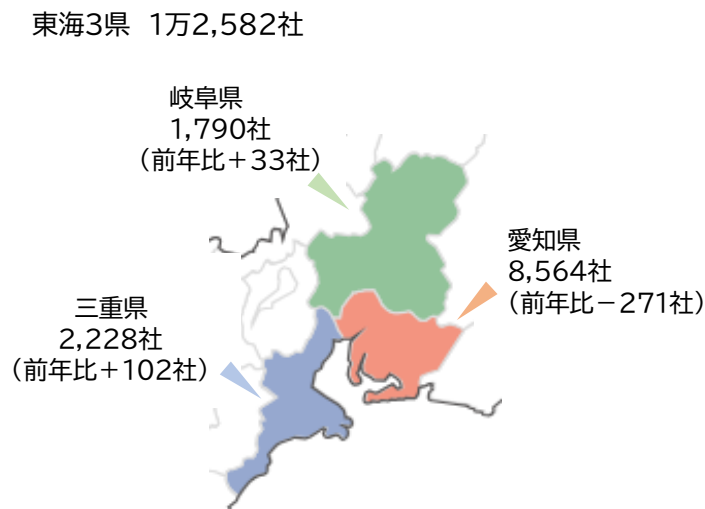 東海3県 1万2,582社
岐阜県
1,790社
（前年比＋33社）
愛知県
8,564社
（前年比－271社）
三重県
2,228社
（前年比＋102社）